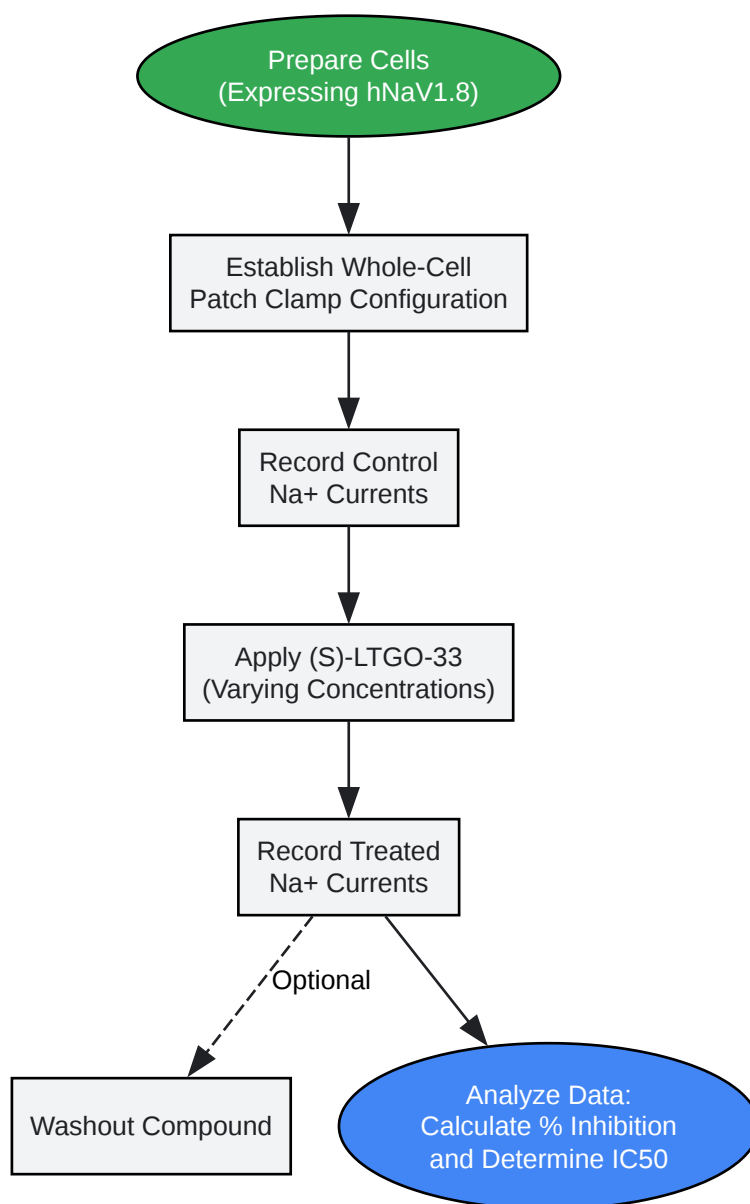 Prepare Cells
(Expressing hNaV1.8)
Establish Whole-Cell
Patch Clamp Configuration
Record Control
Na+ Currents
Apply (S)-LTGO-33
(Varying Concentrations)
Record Treated
Na+ Currents
Optional
Washout Compound
Analyze Data:
Calculate % Inhibition
and Determine IC50